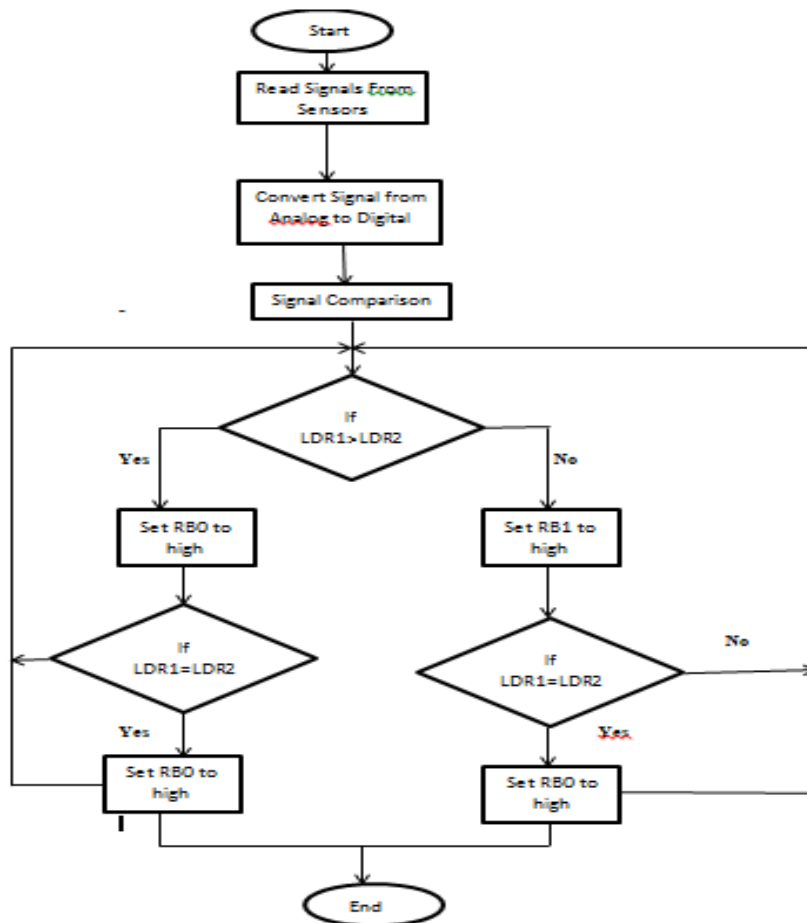 Start
Read Signals From
Sensors
Convert Signal from
Analog to Digital
Signal Comparison
If
LDR1>LDR2
Yes
No
Set RB0 to
high
Set RB1 to
high
If
LDR1=LDR2
If
LDR1=LDR2
No
Yes
Yes
Set RB0 to
high
Set RB0 to
high
End